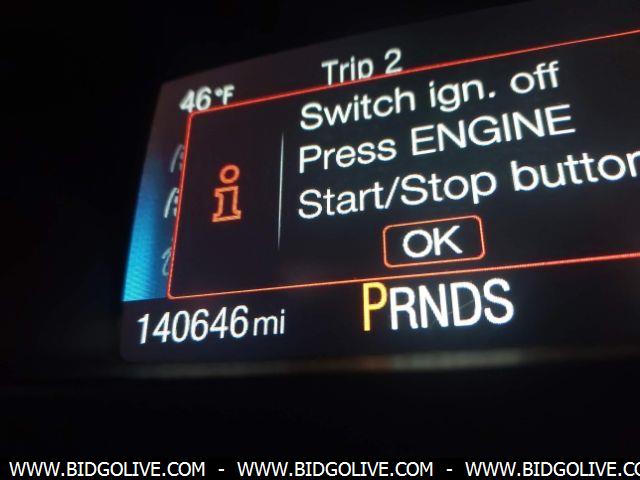 Trip 2
46°F
Switch ign. off
Press ENGINE
Start/Stop button
OK
140646 mi
PRNDS
WWW.BIDGOLIVE.COM - WWW.BIDGOLIVE.COM - WWW.BIDGOLIVE.CO